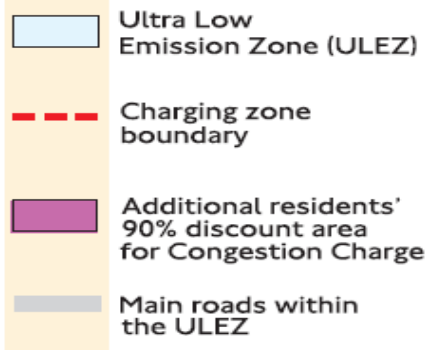 Ultra Low
Emission Zone (ULEZ)
Charging zone
boundary
Additional residents'
90% discount area
for Congestion Charge
Main roads within
the ULEZ